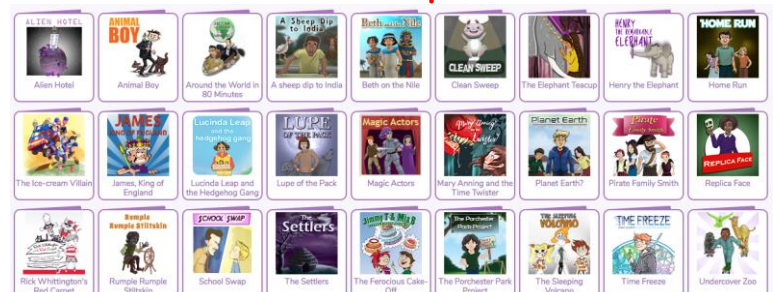 ALIEN HOTEL
Alien Hotel
ANIMAL
BOY
Animal Boy
Around the World in
80 Minutes
A Sheep Dip
to India
A sheep dip to India
Beth on the Nile
Beth on the Nile
CLEAN SWEEP
Clean Sweep
The Elephant Teacup
HENRY
THE REMARKABLE
ELEPHANT
Henry the Elephant
HOME RUN
Home Run
The Ice-cream Villain
JAMES
KING OF ENGLAND
James, King of
England
Lucinda Leap
and the
hedgehog gang
Lucinda Leap and
the Hedgehog Gang
LUPE
OF THE PACK
Lupe of the Pack
Magic Actors
Magic Actors
Mary Anning
Time Twister
Mary Anning and the
Time Twister
Planet Earth
Planet Earth?
Pirate
Family Smith
Pirate Family Smith
REPLICA FACE
Replica Face
Rick Whittington's
Red Carpet
Rumple
Rumple Stiltskin
Rumple Rumple
Stiltskin
SCHOOL SWAP
School Swap
The
Settlers
The Settlers
Jimmy T & Miss
The Ferocious Cake-
Off
The Porchester
Park Project
The Porchester Park
Project
THE SLEEPING
VOLCANO
The Sleeping
Volcano
TIME FREEZE
Time Freeze
Undercover Zoo